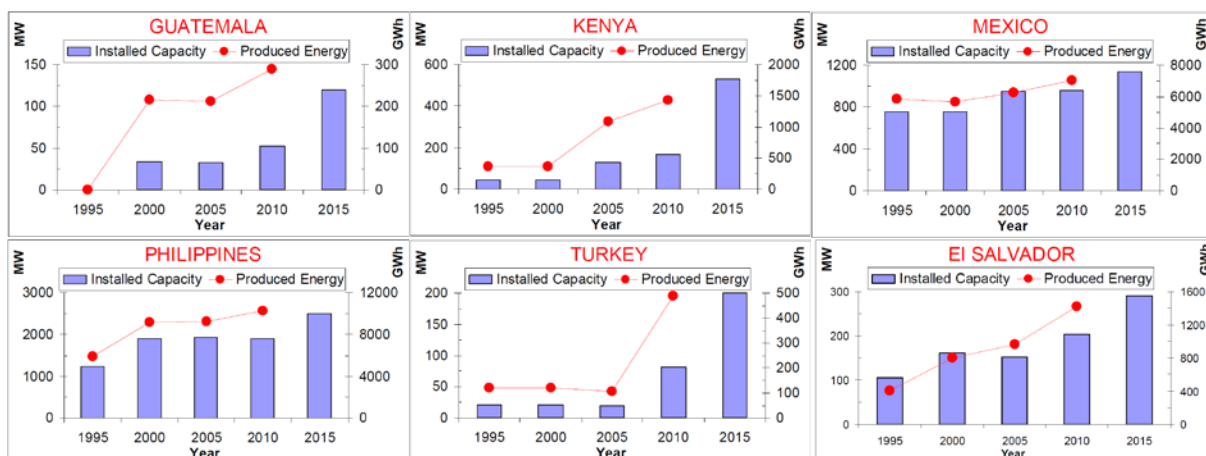 GUATEMALA
MW
GWh
Installed Capacity Produced Energy
150 300
100 200
50 100
0 0
1995 2000 2005 2010 2015
Year
KENYA
MW
GWh
Installed Capacity Produced Energy
600 2000
1500
400
1000
200
500
0 0
1995 2000 2005 2010 2015
Year
MEXICO
MW
GWh
Installed Capacity Produced Energy
1200 8000
800 6000
4000
400
2000
0 0
1995 2000 2005 2010 2015
Year
PHILIPPINES
MW
GWh
Installed Capacity Produced Energy
3000 12000
2000 8000
1000 4000
0 0
1995 2000 2005 2010 2015
Year
TURKEY
MW
GWh
Installed Capacity Produced Energy
200 500
150 400
300
100
200
50
100
0 0
1995 2000 2005 2010 2015
Year
El SALVADOR
MW
GWh
Installed Capacity Produced Energy
300 1600
1200
200
800
100
400
0 0
1995 2000 2005 2010 2015
Year